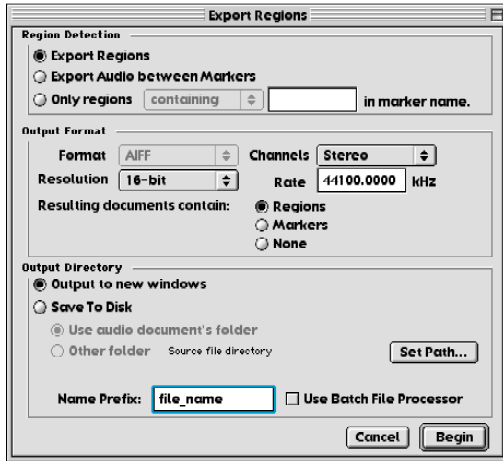 Export Regions
Region Detection
Export Regions
Export Audio between Markers
Only regions containing in marker name.
Output Format
Format AIFF Channels Stereo
Resolution 16-bit Rate 44100.0000 kHz
Resulting documents contain: Regions
Markers
None
Output Directory
Output to new windows
Save To Disk
Use audio document's folder
Other folder Source file directory Set Path...
Name Prefix: file_name Use Batch File Processor
Cancel Begin